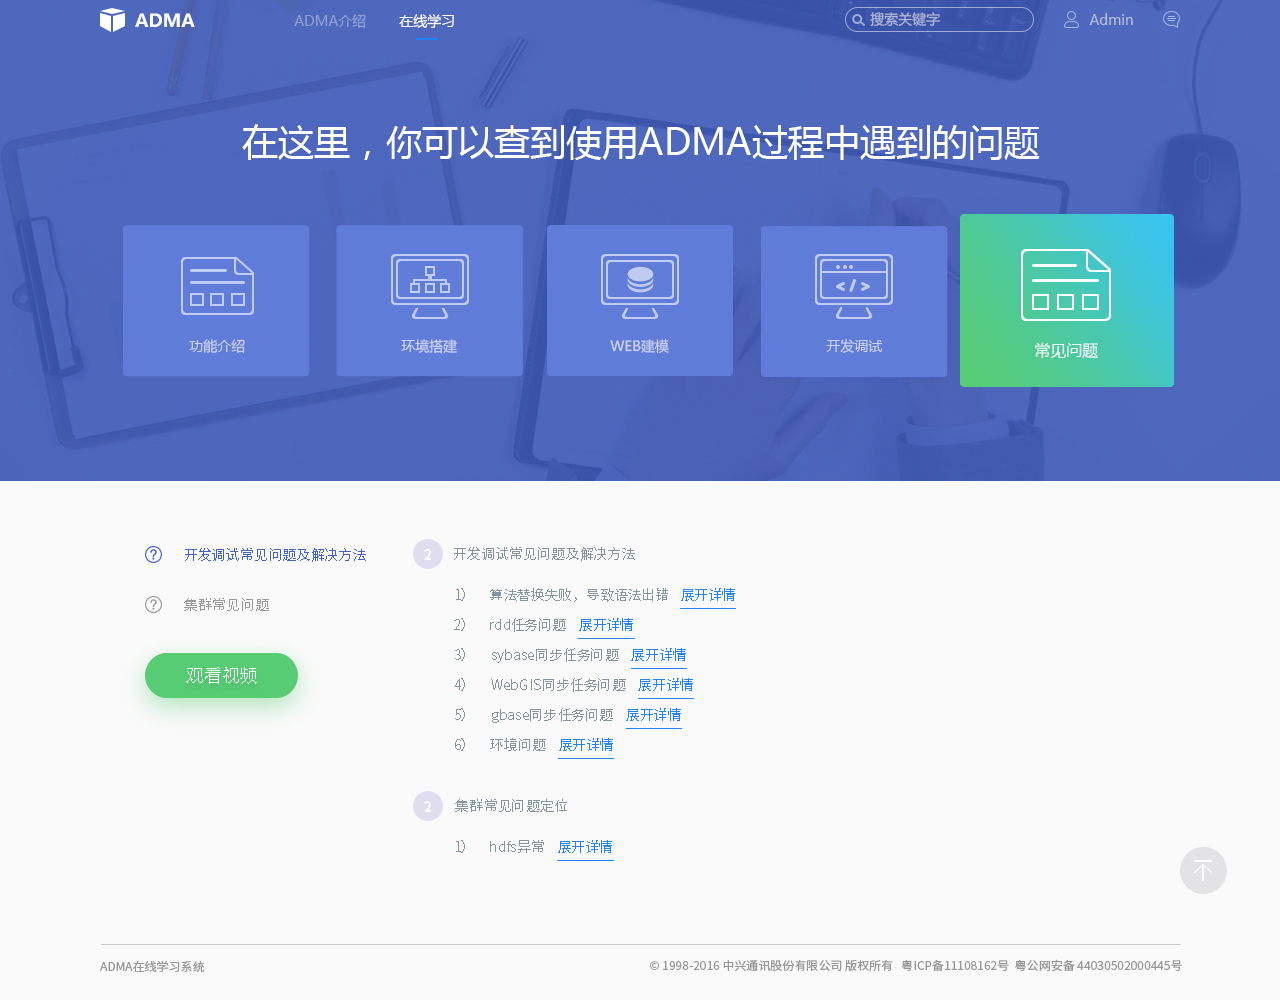 ADMA ADMA介绍 在线学习 搜索关键字 Admin
在这里，你可以查到使用ADMA过程中遇到的问题
功能介绍 环境搭建 WEB建模 开发调试 常见问题
开发调试常见问题及解决方法
集群常见问题
观看视频
2 开发调试常见问题及解决方法
1) 算法替换失败，导致语法出错 展开详情
2) rdd任务问题 展开详情
3) sybase同步任务问题 展开详情
4) WebGIS同步任务问题 展开详情
5) gbase同步任务问题 展开详情
6) 环境问题 展开详情
2 集群常见问题定位
1) hdfs异常 展开详情
ADMA在线学习系统 © 1998-2016 中兴通讯股份有限公司 版权所有 粤ICP备11108162号 粤公网安备 44030502000445号